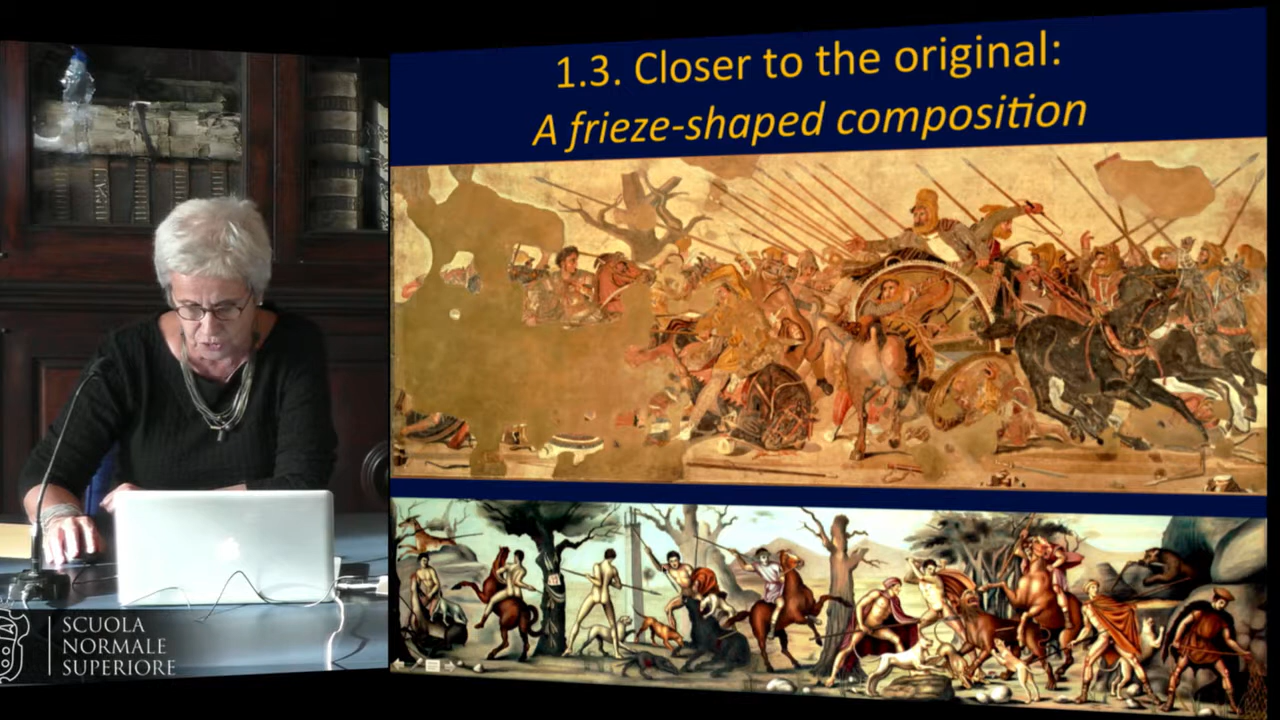 1.3. Closer to the original:
A frieze-shaped composition
SCUOLA
NORMALE
SUPERIORE